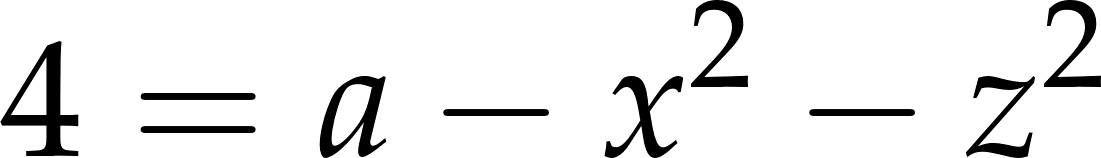 4 = a − x² − z²